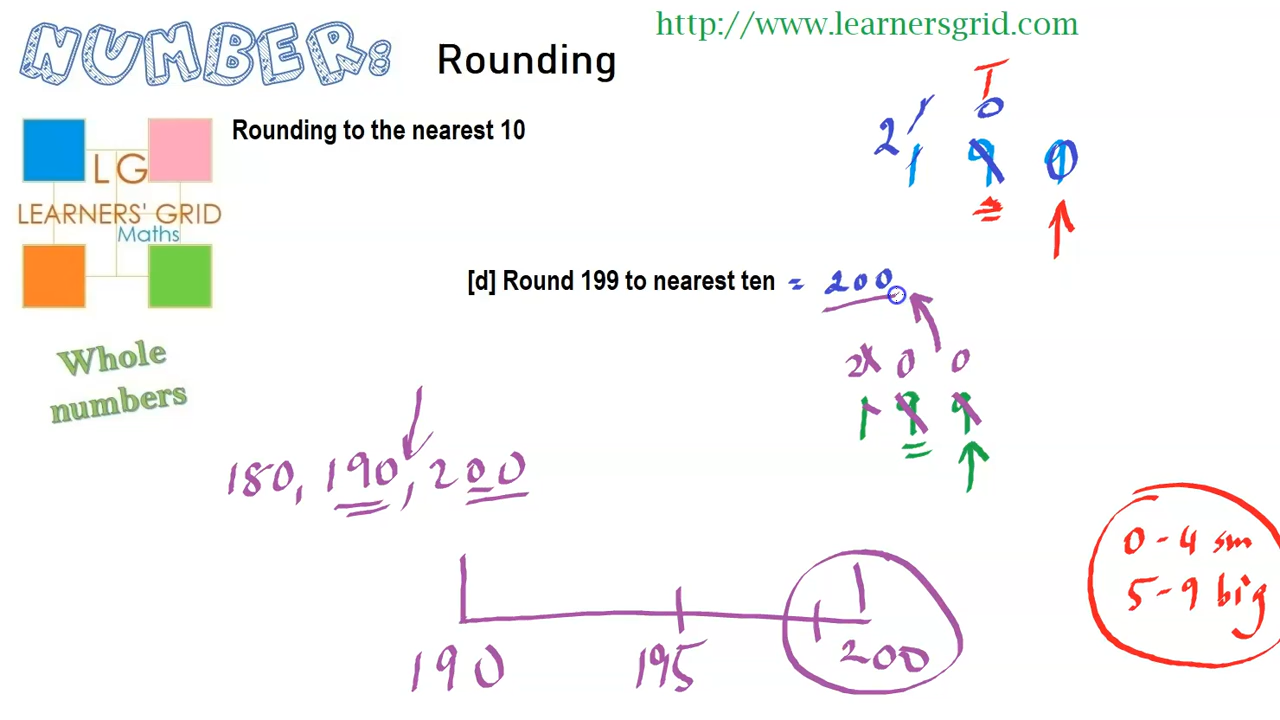 http://www.learnersgrid.com
NUMBER:
Rounding
T
0
2 1
1 9 9
Rounding to the nearest 10
LG
LEARNERS' GRID
Maths
[d] Round 199 to nearest ten = 200
2 0 0
1 9 9
Whole
numbers
180, 190, 200
0-4 sm
5-9 big
190 195 200